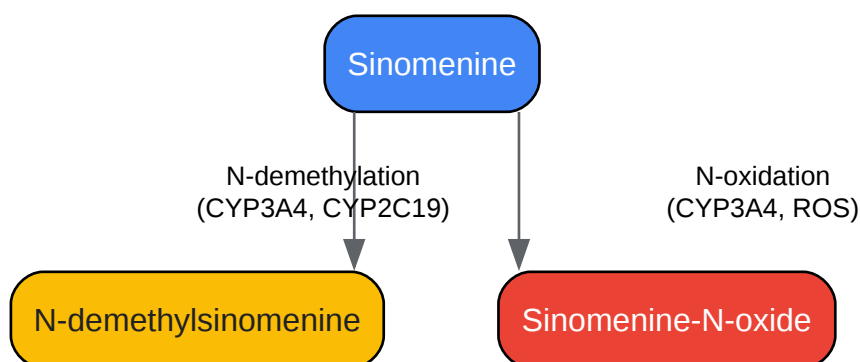 Sinomenine
N-demethylation
(CYP3A4, CYP2C19)
N-oxidation
(CYP3A4, ROS)
N-demethylsinomenine
Sinomenine-N-oxide